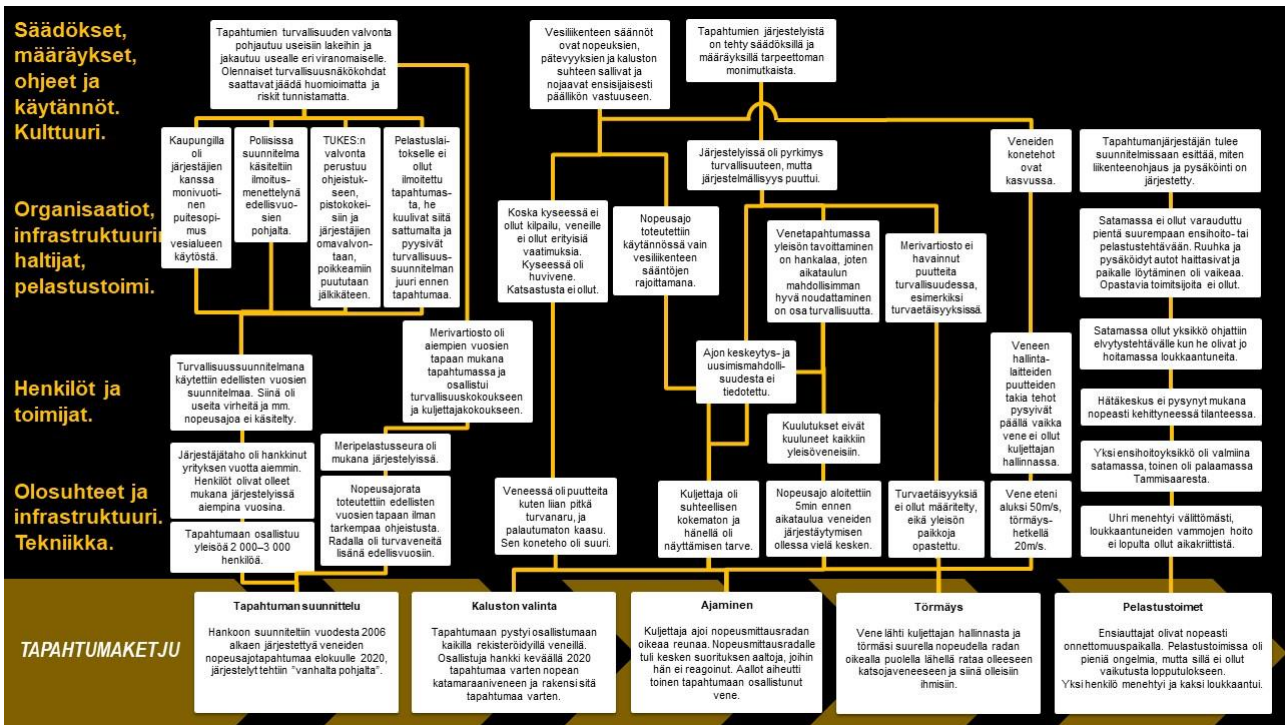 Säädökset,
määräykset,
ohjeet ja
käytännöt.
Kulttuuri.
Organisaatiot,
infrastruktuurin
haltijat,
pelastustoimi.
Henkilöt ja
toimijat.
Olosuhteet ja
infrastruktuuri.
Tekniikka.
Tapahtumien turvallisuuden valvonta
pohjautuu useisiin lakeihin ja
jakautuu usealle eri viranomaiselle.
Olennaiset turvallisuusnäkökohdat
saattavat jäädä huomioimatta ja
riskit tunnistamatta.
Vesiliikenteen säännöt
ovat nopeuksien,
pätevyyksien ja kaluston
suhteen sallivat ja
nojaavat ensisijaisesti
päällikön vastuuseen.
Tapahtumien järjestelyistä
on tehty säädöksillä ja
määräyksillä tarpeettoman
monimutkaista.
Kaupungilla
oli
järjestäjien
kanssa
monivuoti-
nen
puitesopi-
mus
vesialueen
käytöstä.
Poliisissa
suunnitelma
käsiteltiin
ilmoitus-
menettelynä
edellisvuo-
sien
pohjalta.
TUKES:n
valvonta
perustuu
ohjeistuk-
seen,
pistokokei-
siin ja
järjestäjien
omavalvon-
taan,
poikkeamiin
puututaan
jälkikäteen.
Pelastuslai-
tokselle ei
ollut
ilmoitettu
tapahtumas-
ta, he
kuulivat siitä
sattumalta ja
pyysivät
turvallisuus-
suunnitelman
juuri ennen
tapahtumaa.
Järjestelyissä oli pyrkimys
turvallisuuteen, mutta
järjestelmällisyys puuttui.
Veneiden
konetehot
ovat
kasvussa.
Tapahtumanjärjestäjän tulee
suunnitelmissaan esittää, miten
liikenteenohjaus ja pysäköinti on
järjestetty.
Koska kyseessä ei
ollut kilpailu, veneille
ei ollut erityisiä
vaatimuksia.
Kyseessä oli
huvivene.
Katsastusta ei ollut.
Nopeusajo
toteutettiin
käytännössä vain
vesiliikenteen
sääntöjen
rajoittamana.
Venetapahtumassa
yleisön tavoittaminen
on hankalaa, joten
aikataulun
mahdollisimman
hyvä noudattaminen
on osa turvallisuutta.
Merivartiosto ei
havainnut
puutteita
turvallisuudessa,
esimerkiksi
turvaetäisyyksissä.
Satamassa ei ollut varauduttu
pientä suurempaan ensihoito- tai
pelastustehtävään. Ruuhka ja
pysäköidyt autot haittasivat ja
paikalle löytäminen oli vaikeaa.
Opastavia toimitsijoita ei ollut.
Merivartiosto oli
aiempien vuosien
tapaan mukana
tapahtumassa ja
osallistui
turvallisuuskokoukseen
ja kuljettajakokoukseen.
Turvallisuussuunnitelmana
käytettiin edellisten vuosien
suunnitelmaa. Siinä oli
useita virheitä ja mm.
nopeusajoa ei käsitelty.
Ajon keskeytys- ja
uusimismahdolli-
suudesta ei
tiedotettu.
Veneen
hallinta-
laitteiden
puutteiden
takia tehot
pysyivät
päällä vaikka
vene ei ollut
kuljettajan
hallinnassa.
Satamassa ollut yksikkö ohjattiin
elvytystehtävälle kun he olivat jo
hoitamassa loukkaantuneita.
Hätäkeskus ei pysynyt mukana
nopeasti kehittyneessä tilanteessa.
Kuulutukset eivät
kuuluneet kaikkiin
yleisöveneisiin.
Järjestäjätaho oli hankkinut
yrityksen vuotta aiemmin.
Henkilöt olivat olleet
mukana järjestelyissä
aiempina vuosina.
Meripelastusseura oli
mukana järjestelyissä.
Yksi ensihoitoyksikkö oli valmiina
satamassa, toinen oli palaamassa
Tammisaaresta.
Nopeusajorata
toteutettiin edellisten
vuosien tapaan ilman
tarkempaa ohjeistusta.
Radalla oli turvaveneitä
lisänä edellisvuosiin.
Veneessä oli puutteita
kuten liian pitkä
turvanaru, ja
palautumaton kaasu.
Sen koneteho oli suuri.
Kuljettaja oli
suhteellisen
kokematon ja
hänellä oli
näyttämisen tarve.
Nopeusajo aloitettiin
5min ennen
aikataulua veneiden
järjestäytymisen
ollessa vielä kesken.
Turvaetäisyyksiä
ei ollut määritelty,
eikä yleisön
paikkoja
opastettu.
Vene eteni
aluksi 50m/s,
törmäys-
hetkellä
20m/s.
Uhri menehtyi välittömästi,
loukkaantuneiden vammojen hoito
ei lopulta ollut aikakriittistä.
Tapahtumaan osallistuu
yleisöä 2 000–3 000
henkilöä.
TAPAHTUMAKETJU
Tapahtuman suunnittelu
Hankoon suunniteltiin vuodesta 2006
alkaen järjestettyä veneiden
nopeusajotapahtumaa elokuulle 2020,
järjestelyt tehtiin "vanhalta pohjalta".
Kaluston valinta
Tapahtumaan pystyi osallistumaan
kaikilla rekisteröidyillä veneillä.
Osallistuja hankki keväällä 2020
tapahtumaa varten nopean
katamaraaniveneen ja rakensi sitä
tapahtumaa varten.
Ajaminen
Kuljettaja ajoi nopeusmittausradan
oikeaa reunaa. Nopeusmittausradalle
tuli kesken suorituksen aaltoja, joihin
hän ei reagoinut. Aallot aiheutti
toinen tapahtumaan osallistunut
vene.
Törmäys
Vene lähti kuljettajan hallinnasta ja
törmäsi suurella nopeudella radan
oikealla puolella lähellä rataa olleeseen
katsojaveneeseen ja siinä olleisiin
ihmisiin.
Pelastustoimet
Ensiauttajat olivat nopeasti
onnettomuuspaikalla. Pelastustoimissa oli
pieniä ongelmia, mutta sillä ei ollut
vaikutusta lopputulokseen.
Yksi henkilö menehtyi ja kaksi loukkaantui.